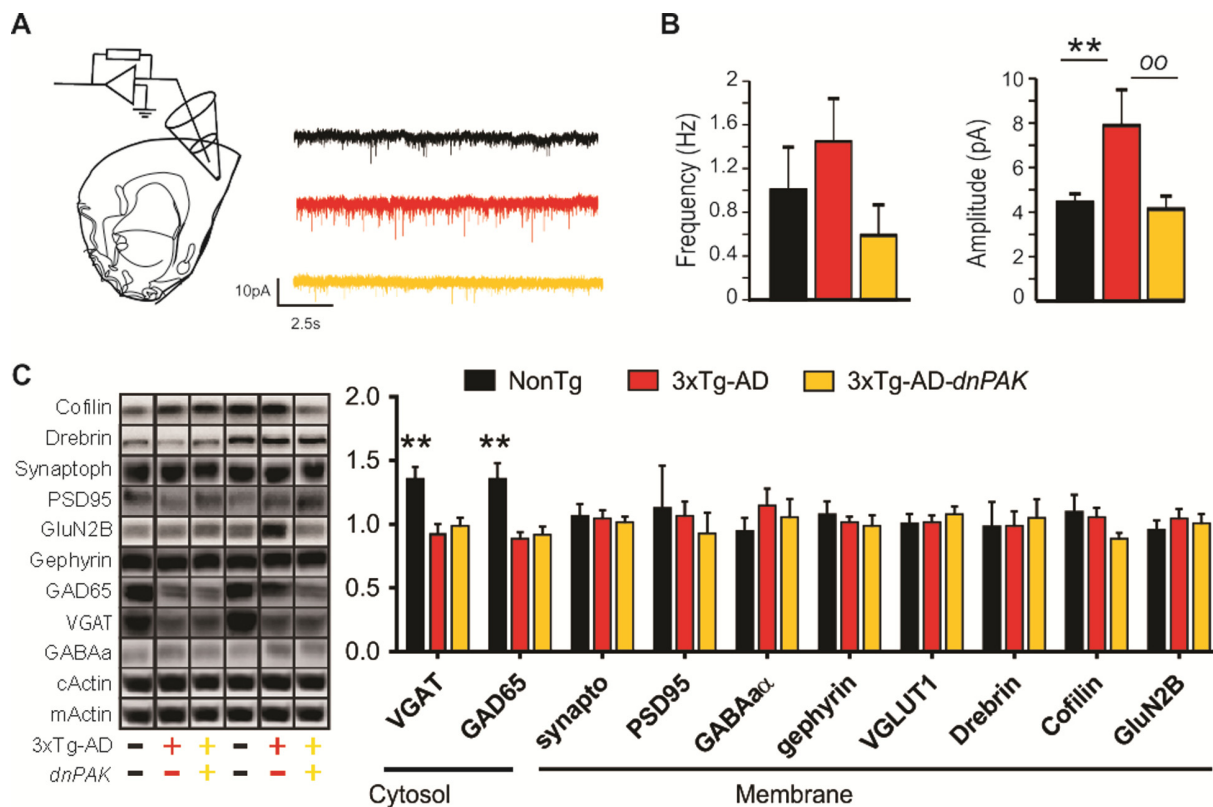 A
10pA
2.5s
B
Frequency (Hz)
2
1.6
1.2
0.8
0.4
0
**
oo
Amplitude (pA)
10
8
6
4
2
0
C
Cofilin
Drebrin
Synaptoph
PSD95
GluN2B
Gephyrin
GAD65
VGAT
GABAa
cActin
mActin
3xTg-AD - + + - + +
dnPAK - - + - - +
NonTg 3xTg-AD 3xTg-AD-dnPAK
2.0
1.5
1.0
0.5
0.0
** **
VGAT
GAD65
synapto
PSD95
GABAaα
gephyrin
VGLUT1
Drebrin
Cofilin
GluN2B
Cytosol Membrane